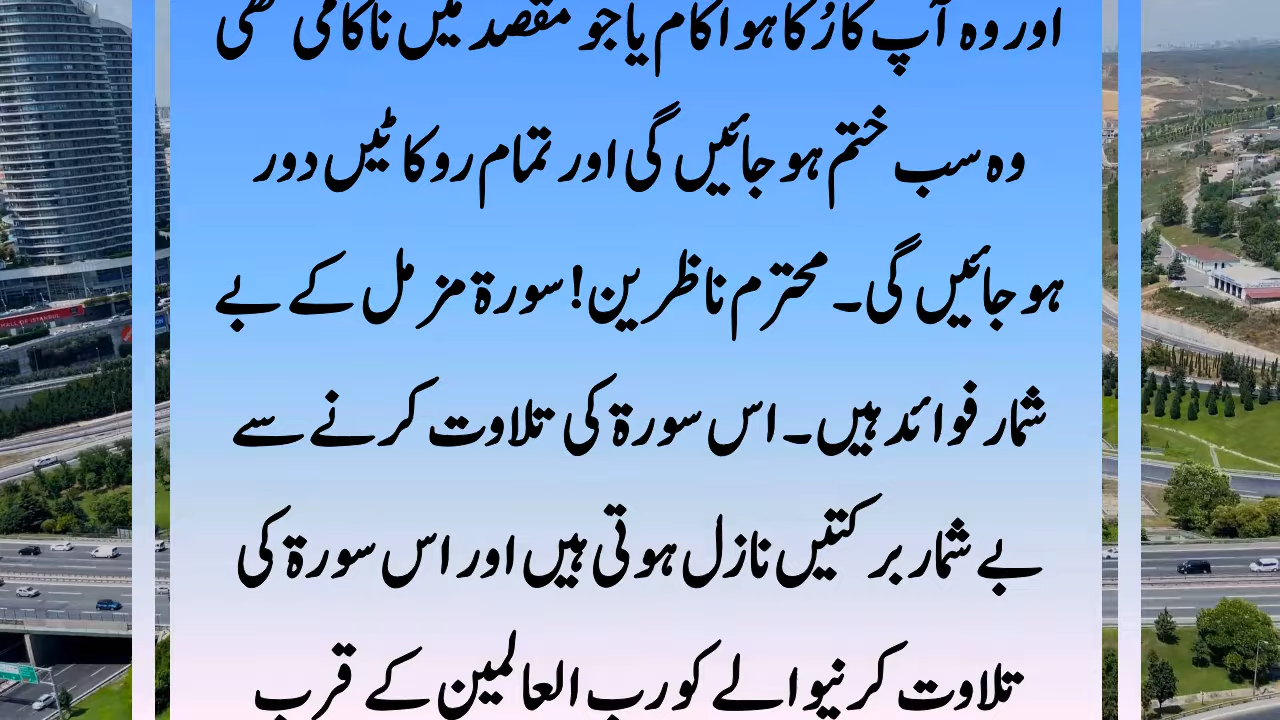 اور وہ آپ کا رُکا ہوا کام یا جو مقصد میں ناکامی تھی
وہ سب ختم ہو جائیں گی اور تمام روکاٹیں دور
ہو جائیں گی۔ محترم ناظرین! سورۃ مزمل کے بے
شمار فوائد ہیں۔ اس سورۃ کی تلاوت کرنے سے
بے شمار برکتیں نازل ہوتی ہیں اور اس سورۃ کی
تلاوت کرنیوالے کو رب العالمین کے قرب
MALL OF ISTANBUL